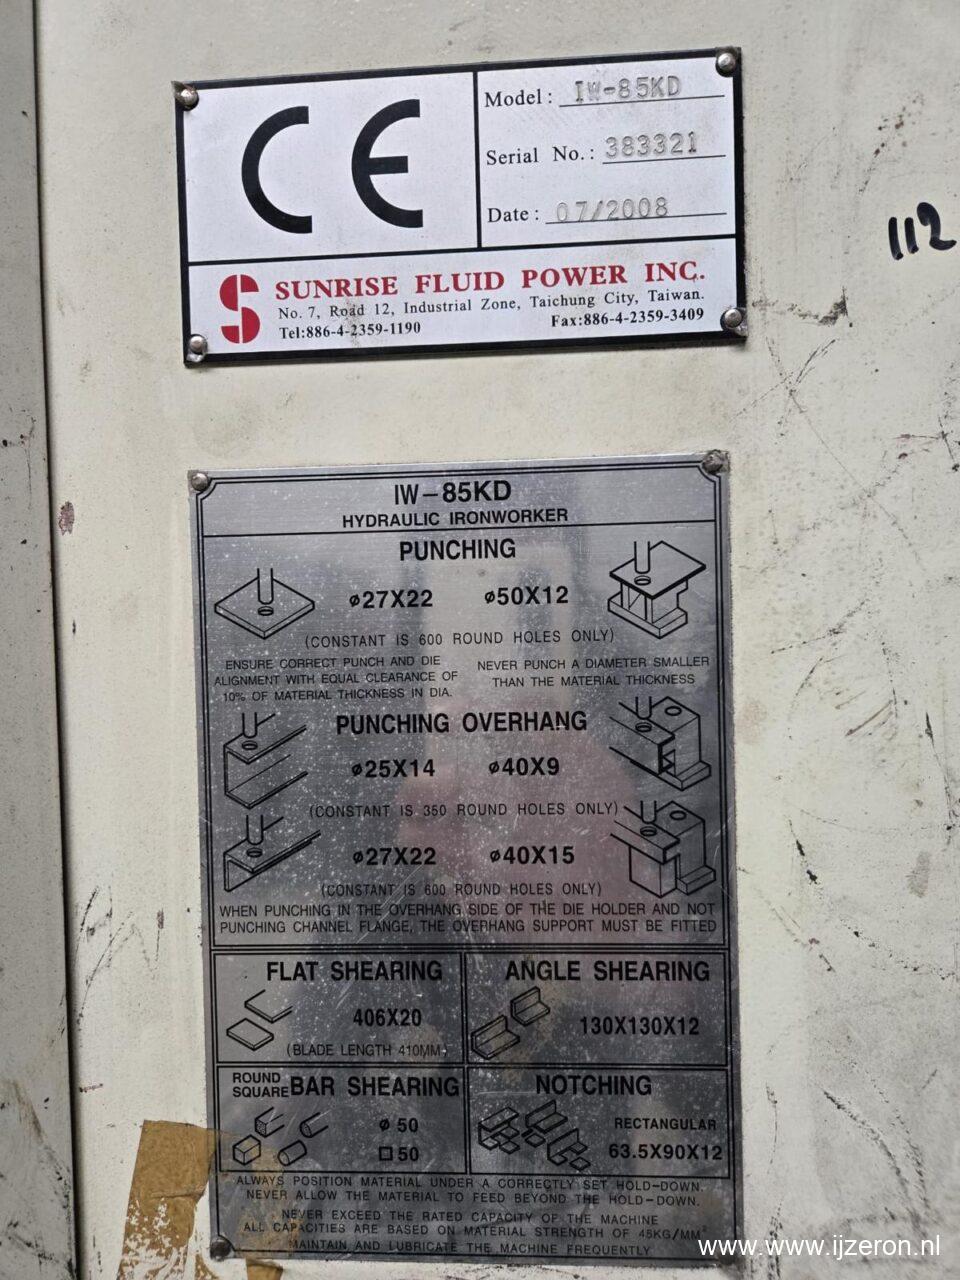 CE
Model: IW-85KD
Serial No.: 383321
Date: 07/2008
S SUNRISE FLUID POWER INC.
No. 7, Road 12, Industrial Zone, Taichung City, Taiwan.
Tel:886-4-2359-1190 Fax:886-4-2359-3409
112
IW-85KD
HYDRAULIC IRONWORKER
PUNCHING
ø27X22 ø50X12
(CONSTANT IS 600 ROUND HOLES ONLY)
ENSURE CORRECT PUNCH AND DIE
ALIGNMENT WITH EQUAL CLEARANCE OF
10% OF MATERIAL THICKNESS IN DIA.
NEVER PUNCH A DIAMETER SMALLER
THAN THE MATERIAL THICKNESS
PUNCHING OVERHANG
ø25X14 ø40X9
(CONSTANT IS 350 ROUND HOLES ONLY)
ø27X22 ø40X15
(CONSTANT IS 600 ROUND HOLES ONLY)
WHEN PUNCHING IN THE OVERHANG SIDE OF THE DIE HOLDER AND NOT
PUNCHING CHANNEL FLANGE, THE OVERHANG SUPPORT MUST BE FITTED
FLAT SHEARING
406X20
(BLADE LENGTH 410MM)
ANGLE SHEARING
130X130X12
ROUND
SQUARE BAR SHEARING
ø 50
□ 50
NOTCHING
RECTANGULAR
63.5X90X12
ALWAYS POSITION MATERIAL UNDER A CORRECTLY SET HOLD-DOWN.
NEVER ALLOW THE MATERIAL TO FEED BEYOND THE HOLD-DOWN.
NEVER EXCEED THE RATED CAPACITY OF THE MACHINE
ALL CAPACITIES ARE BASED ON MATERIAL STRENGTH OF 45KG/MM²
MAINTAIN AND LUBRICATE THE MACHINE FREQUENTLY
www.www.ijzeron.nl